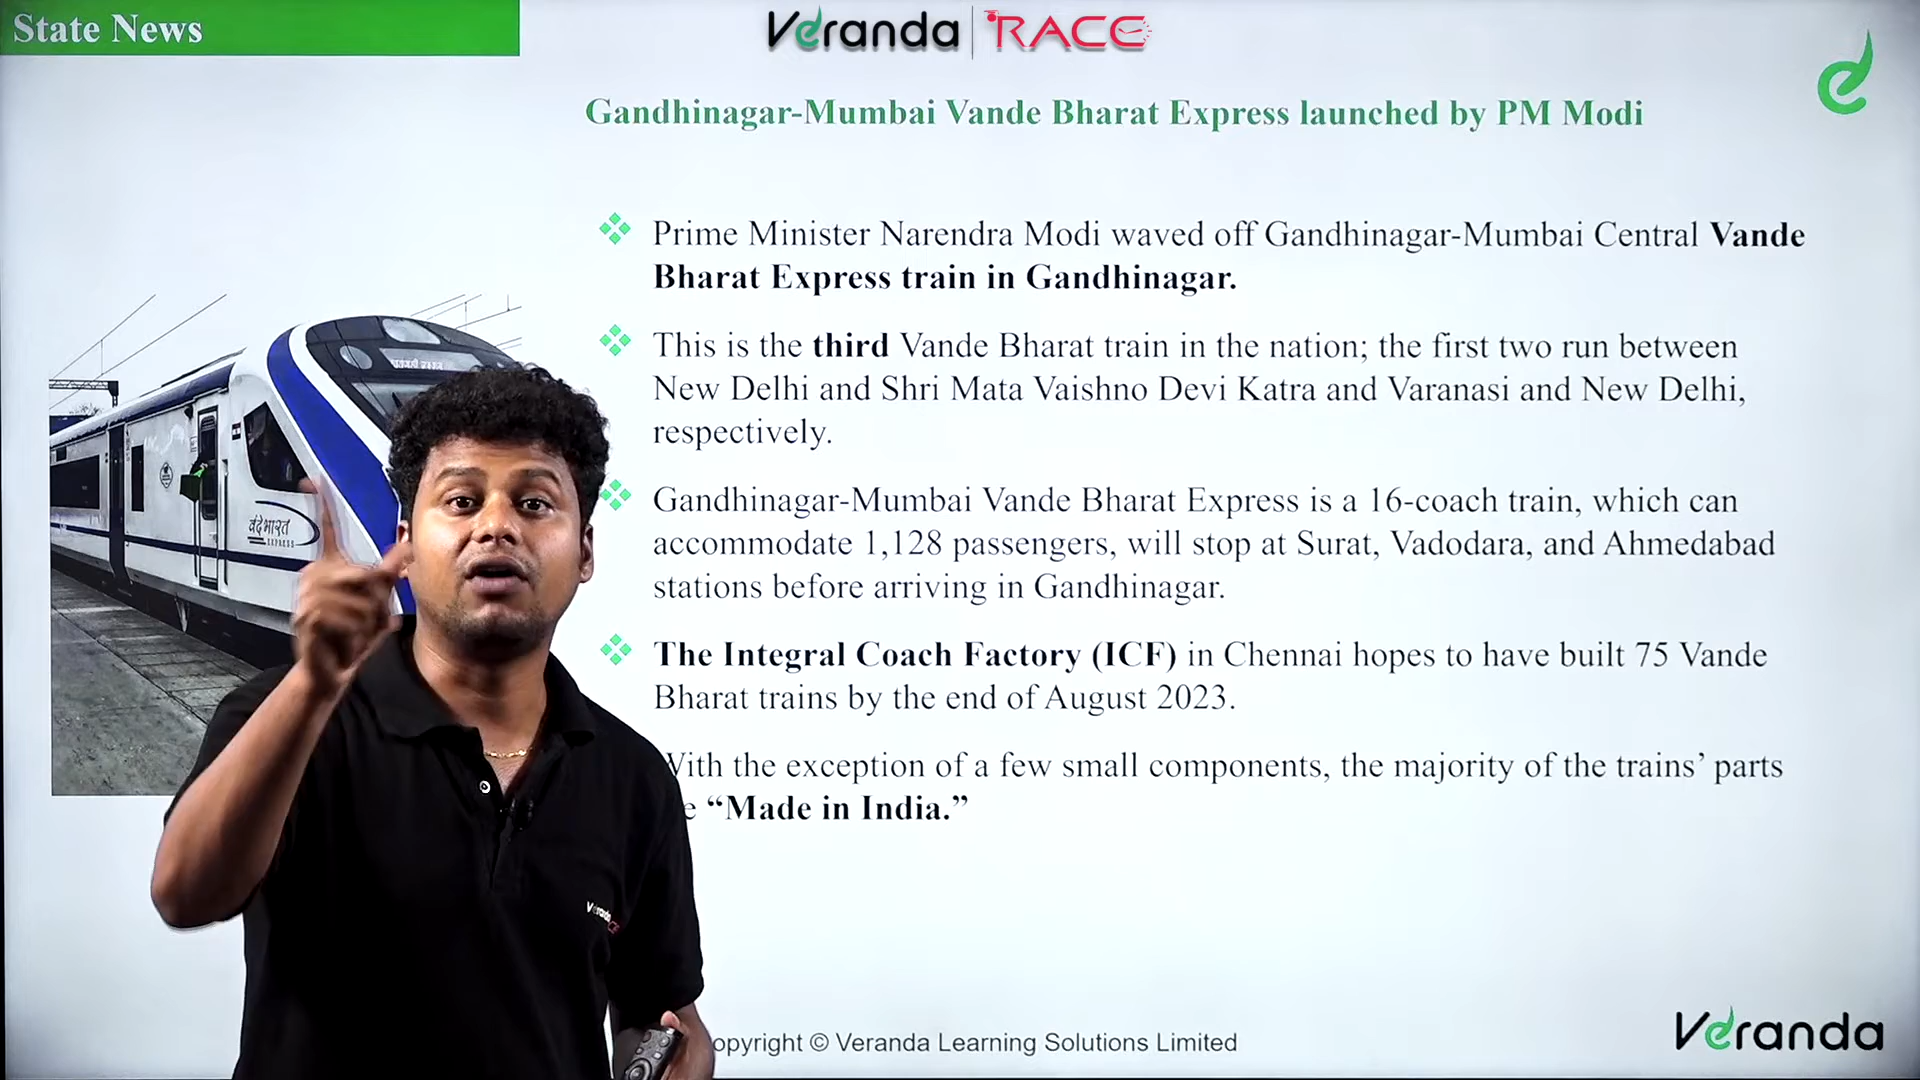 State News
Veranda RACE
Gandhinagar-Mumbai Vande Bharat Express launched by PM Modi
Prime Minister Narendra Modi waved off Gandhinagar-Mumbai Central Vande
Bharat Express train in Gandhinagar.
This is the third Vande Bharat train in the nation; the first two run between
New Delhi and Shri Mata Vaishno Devi Katra and Varanasi and New Delhi,
respectively.
Gandhinagar-Mumbai Vande Bharat Express is a 16-coach train, which can
accommodate 1,128 passengers, will stop at Surat, Vadodara, and Ahmedabad
stations before arriving in Gandhinagar.
The Integral Coach Factory (ICF) in Chennai hopes to have built 75 Vande
Bharat trains by the end of August 2023.
With the exception of a few small components, the majority of the trains’ parts
“Made in India.”
वंदे भारत
EXPRESS
Veranda
opyright © Veranda Learning Solutions Limited
Veranda